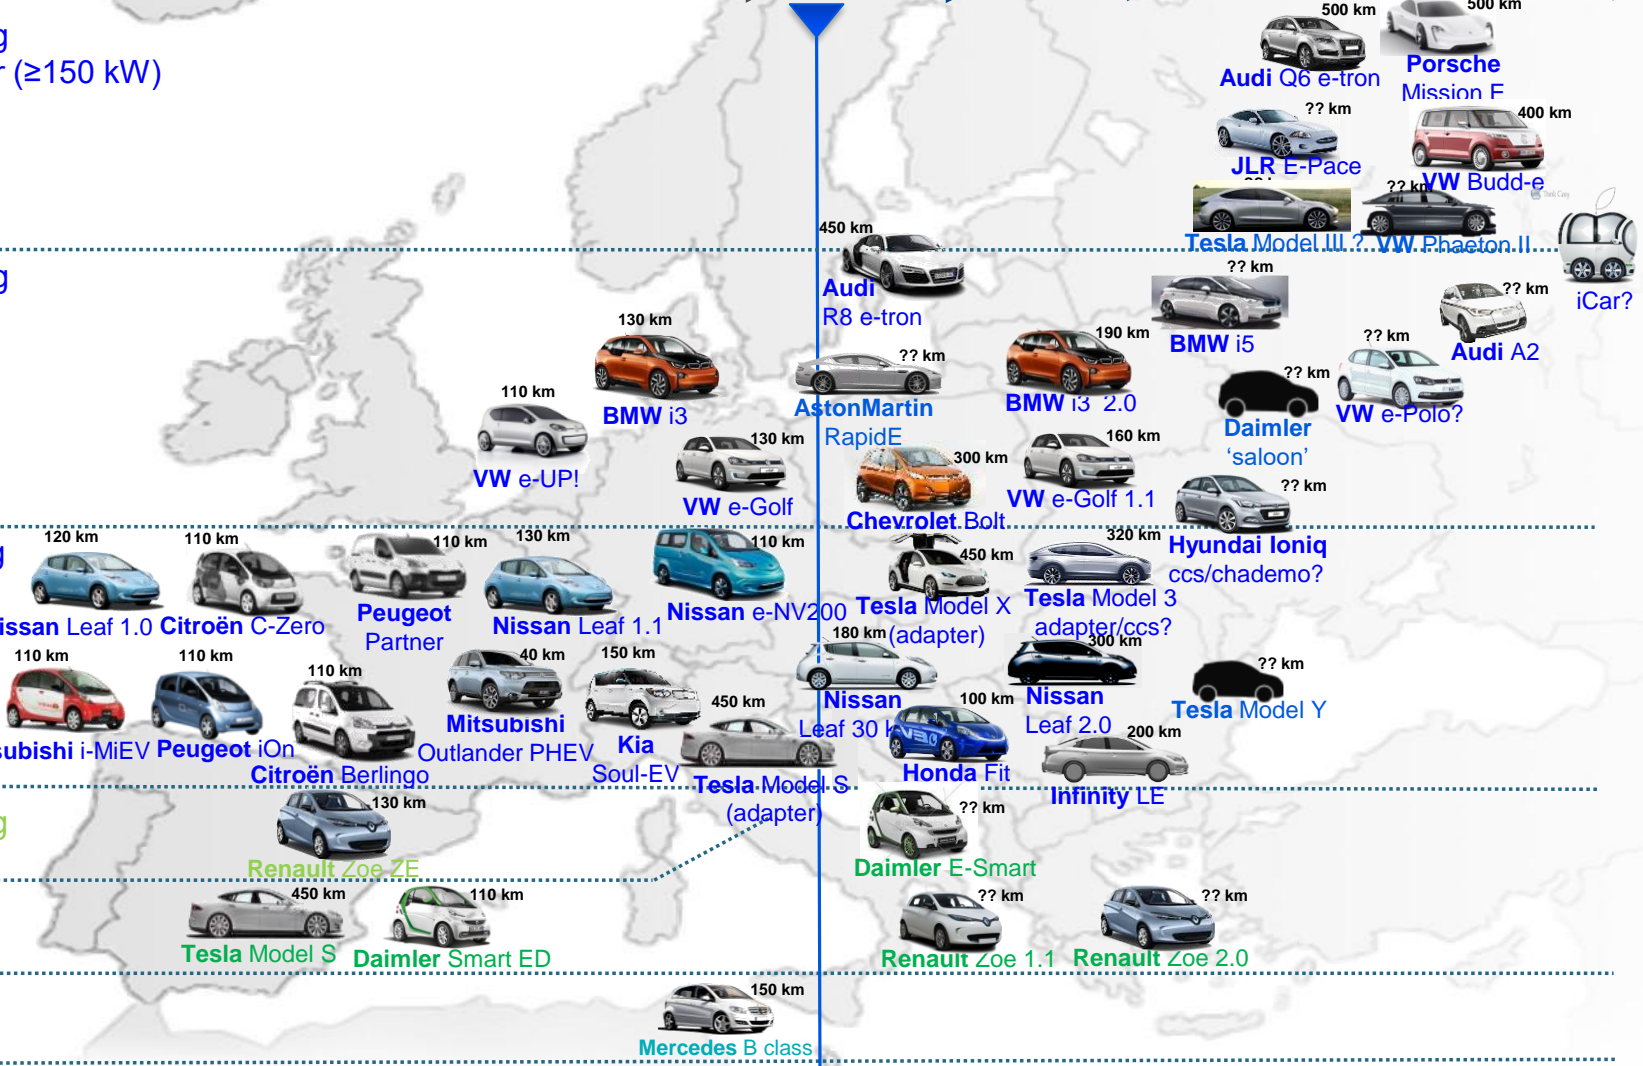 500 km
500 km
g
r (≥150 kW)
Audi Q6 e-tron
Porsche
Mission E
?? km
400 km
JLR E-Pace
VW Budd-e
?? km
Tesla Model III ?
VW Phaeton II
iCar?
450 km
Audi
R8 e-tron
g
?? km
BMW i5
?? km
Audi A2
130 km
BMW i3
?? km
AstonMartin
RapidE
190 km
BMW i3 2.0
?? km
VW e-Polo?
?? km
Daimler
‘saloon’
110 km
VW e-UP!
130 km
VW e-Golf
300 km
Chevrolet Bolt
160 km
VW e-Golf 1.1
?? km
Hyundai Ioniq
ccs/chademo?
g
120 km
issan Leaf 1.0
110 km
Citroën C-Zero
110 km
Peugeot
Partner
130 km
Nissan Leaf 1.1
110 km
Nissan e-NV200
450 km
Tesla Model X
(adapter)
320 km
Tesla Model 3
adapter/ccs?
110 km
subishi i-MiEV
110 km
Peugeot iOn
110 km
Citroën Berlingo
40 km
Mitsubishi
Outlander PHEV
150 km
Kia
Soul-EV
450 km
Tesla Model S
(adapter)
180 km
Nissan
Leaf 30 k
300 km
Nissan
Leaf 2.0
?? km
Tesla Model Y
100 km
Honda Fit
200 km
Infinity LE
g
130 km
Renault Zoe ZE
?? km
Daimler E-Smart
450 km
Tesla Model S
110 km
Daimler Smart ED
?? km
Renault Zoe 1.1
?? km
Renault Zoe 2.0
150 km
Mercedes B class